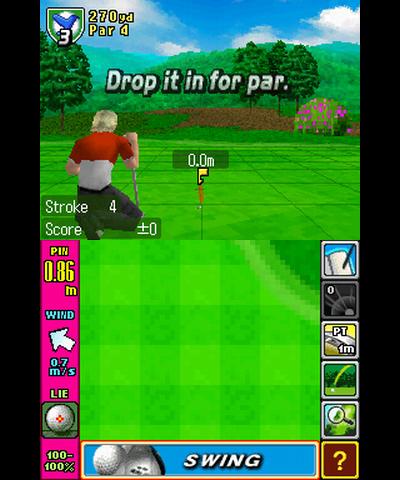 3
270yd
Par 4
Drop it in for par.
0.0m
Stroke 4
Score ±0
PIN
0.86
m
WIND
0.7
m/s
LIE
100-
100%
0
PT
1m
SWING
?